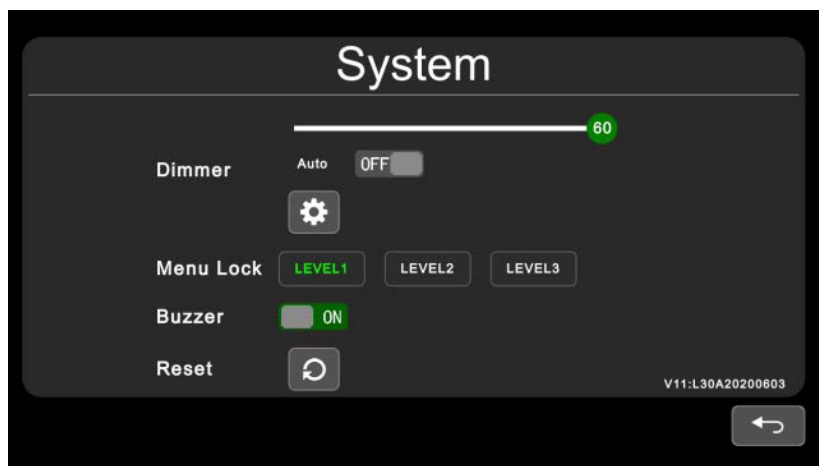 System
60
Dimmer Auto OFF
Menu Lock LEVEL1 LEVEL2 LEVEL3
Buzzer ON
Reset
V11:L30A20200603